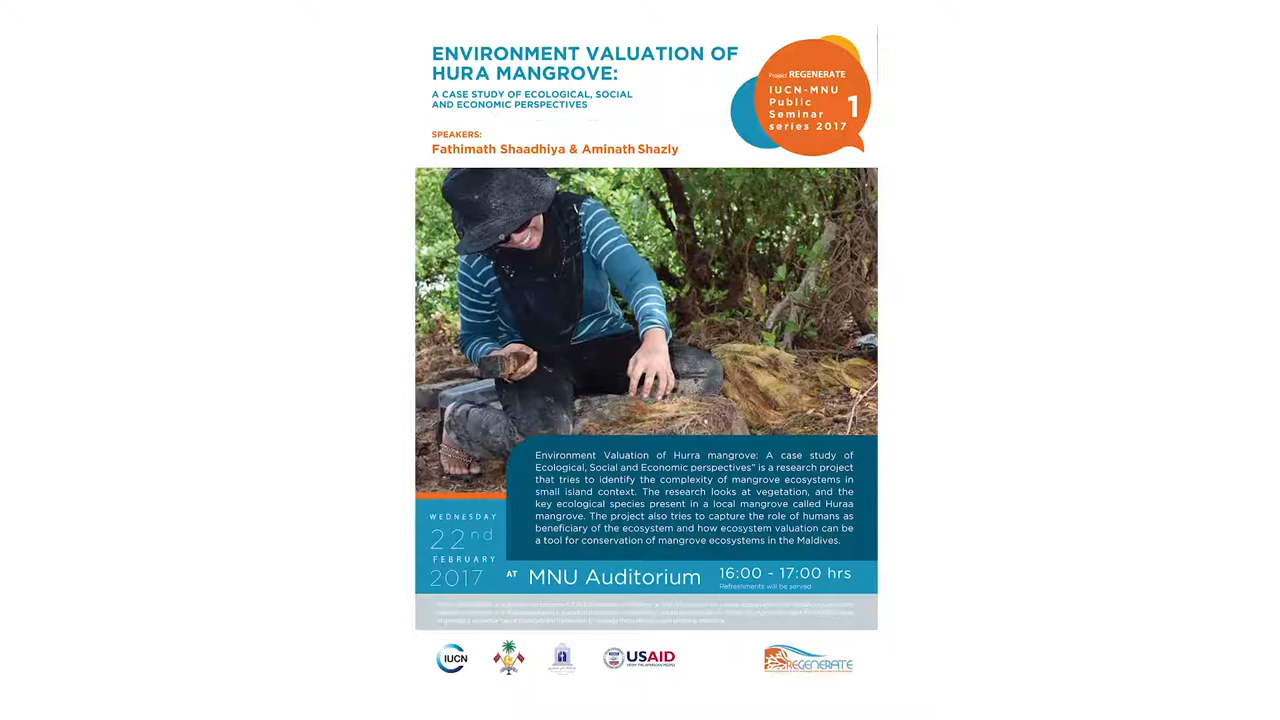 ENVIRONMENT VALUATION OF
HURA MANGROVE:
A CASE STUDY OF ECOLOGICAL, SOCIAL
AND ECONOMIC PERSPECTIVES
SPEAKERS:
Fathimath Shaadhiya & Aminath Shazly
Project REGENERATE
IUCN-MNU
Public
Seminar
series 2017
1
Environment Valuation of Hurra mangrove: A case study of
Ecological, Social and Economic perspectives" is a research project
that tries to identify the complexity of mangrove ecosystems in
small island context. The research looks at vegetation, and the
key ecological species present in a local mangrove called Huraa
mangrove. The project also tries to capture the role of humans as
beneficiary of the ecosystem and how ecosystem valuation can be
a tool for conservation of mangrove ecosystems in the Maldives.
WEDNESDAY
22nd
FEBRUARY
2017
AT MNU Auditorium
16:00 - 17:00 hrs
Refreshments will be served
IUCN
USAID
FROM THE AMERICAN PEOPLE
REGENERATE